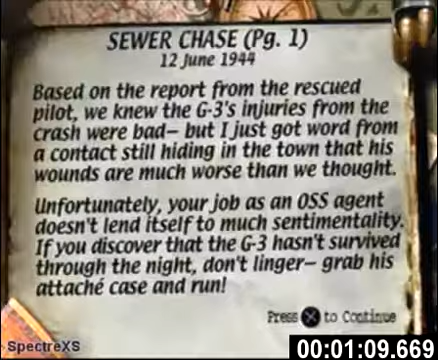 SEWER CHASE (Pg. 1)
12 June 1944
Based on the report from the rescued
pilot, we knew the G-3's injuries from the
crash were bad– but I just got word from
a contact still hiding in the town that his
wounds are much worse than we thought.
Unfortunately, your job as an OSS agent
doesn't lend itself to much sentimentality.
If you discover that the G-3 hasn't survived
through the night, don't linger– grab his
attaché case and run!
Press X to Continue
SpectreXS
00:01:09.669